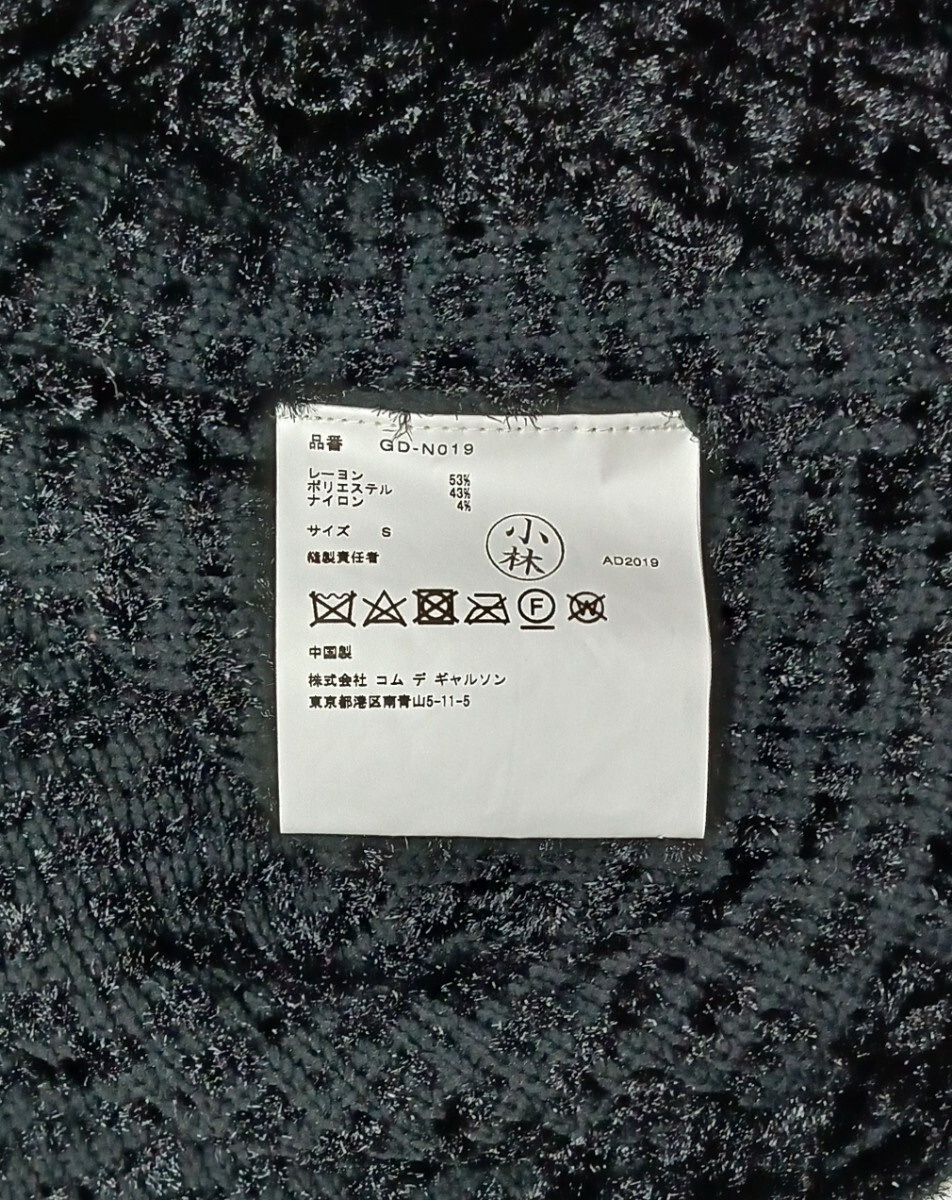 品番 GD-N019
レーヨン 53%
ポリエステル 43%
ナイロン 4%
サイズ S
縫製責任者 小林 AD2019
F W
中国製
株式会社 コム デ ギャルソン
東京都港区南青山5-11-5